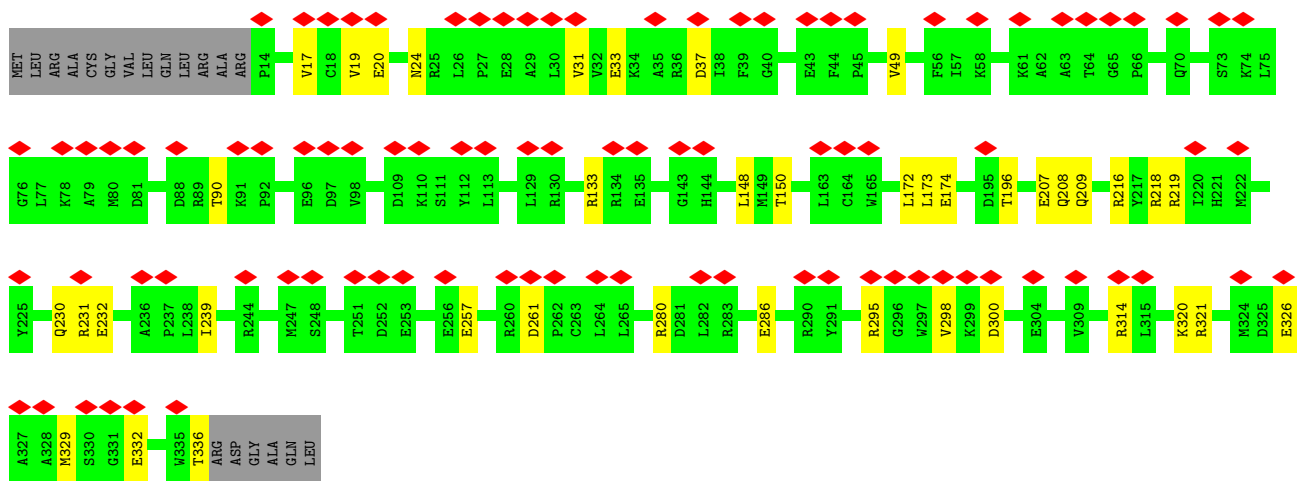 MET LEU ARG ALA CYS GLY VAL LEU GLN LEU ARG ALA ARG P14 V17 C18 V19 E20 N24 R25 L26 P27 E28 A29 L30 V31 V32 E33 K34 A35 R36 D37 I38 F39 G40 E43 F44 P45 V49 F56 I57 K58 K61 A62 A63 T64 G65 P66 Q70 S73 K74 L75
G76 L77 K78 A79 M80 D81 D88 R89 T90 K91 P92 E96 D97 V98 D109 K110 S111 Y112 L113 L129 R130 R133 R134 E135 G143 H144 L148 M149 T150 L163 C164 W165 L172 L173 E174 D195 T196 E207 Q208 Q209 R216 Y217 R218 R219 I220 H221 M222
Y225 Q230 R231 E232 A236 P237 L238 I239 R244 M247 S248 T251 D252 E253 E256 E257 R260 D261 P262 C263 L264 L265 R280 D281 L282 R283 E286 R290 Y291 R295 G296 W297 V298 K299 D300 E304 V309 R314 L315 K320 R321 M324 D325 E326
A327 A328 M329 S330 G331 E332 W335 T336 ARG ASP GLY ALA GLN LEU